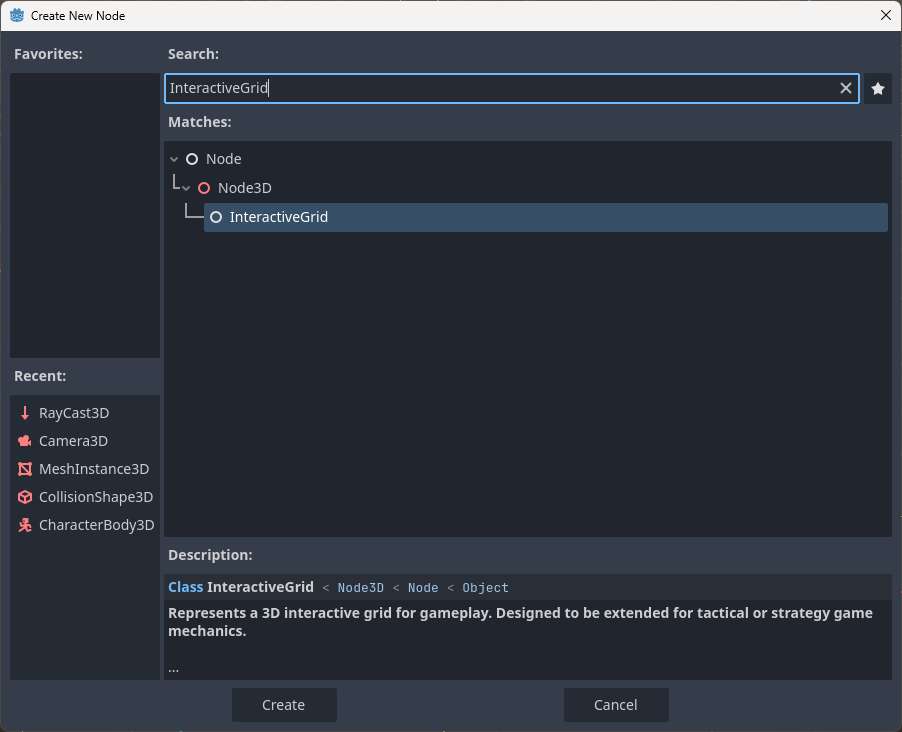 Create New Node
Favorites:
Search:
InteractiveGrid
Matches:
Node
Node3D
InteractiveGrid
Recent:
RayCast3D
Camera3D
MeshInstance3D
CollisionShape3D
CharacterBody3D
Description:
Class InteractiveGrid < Node3D < Node < Object
Represents a 3D interactive grid for gameplay. Designed to be extended for tactical or strategy game
mechanics.
...
Create
Cancel